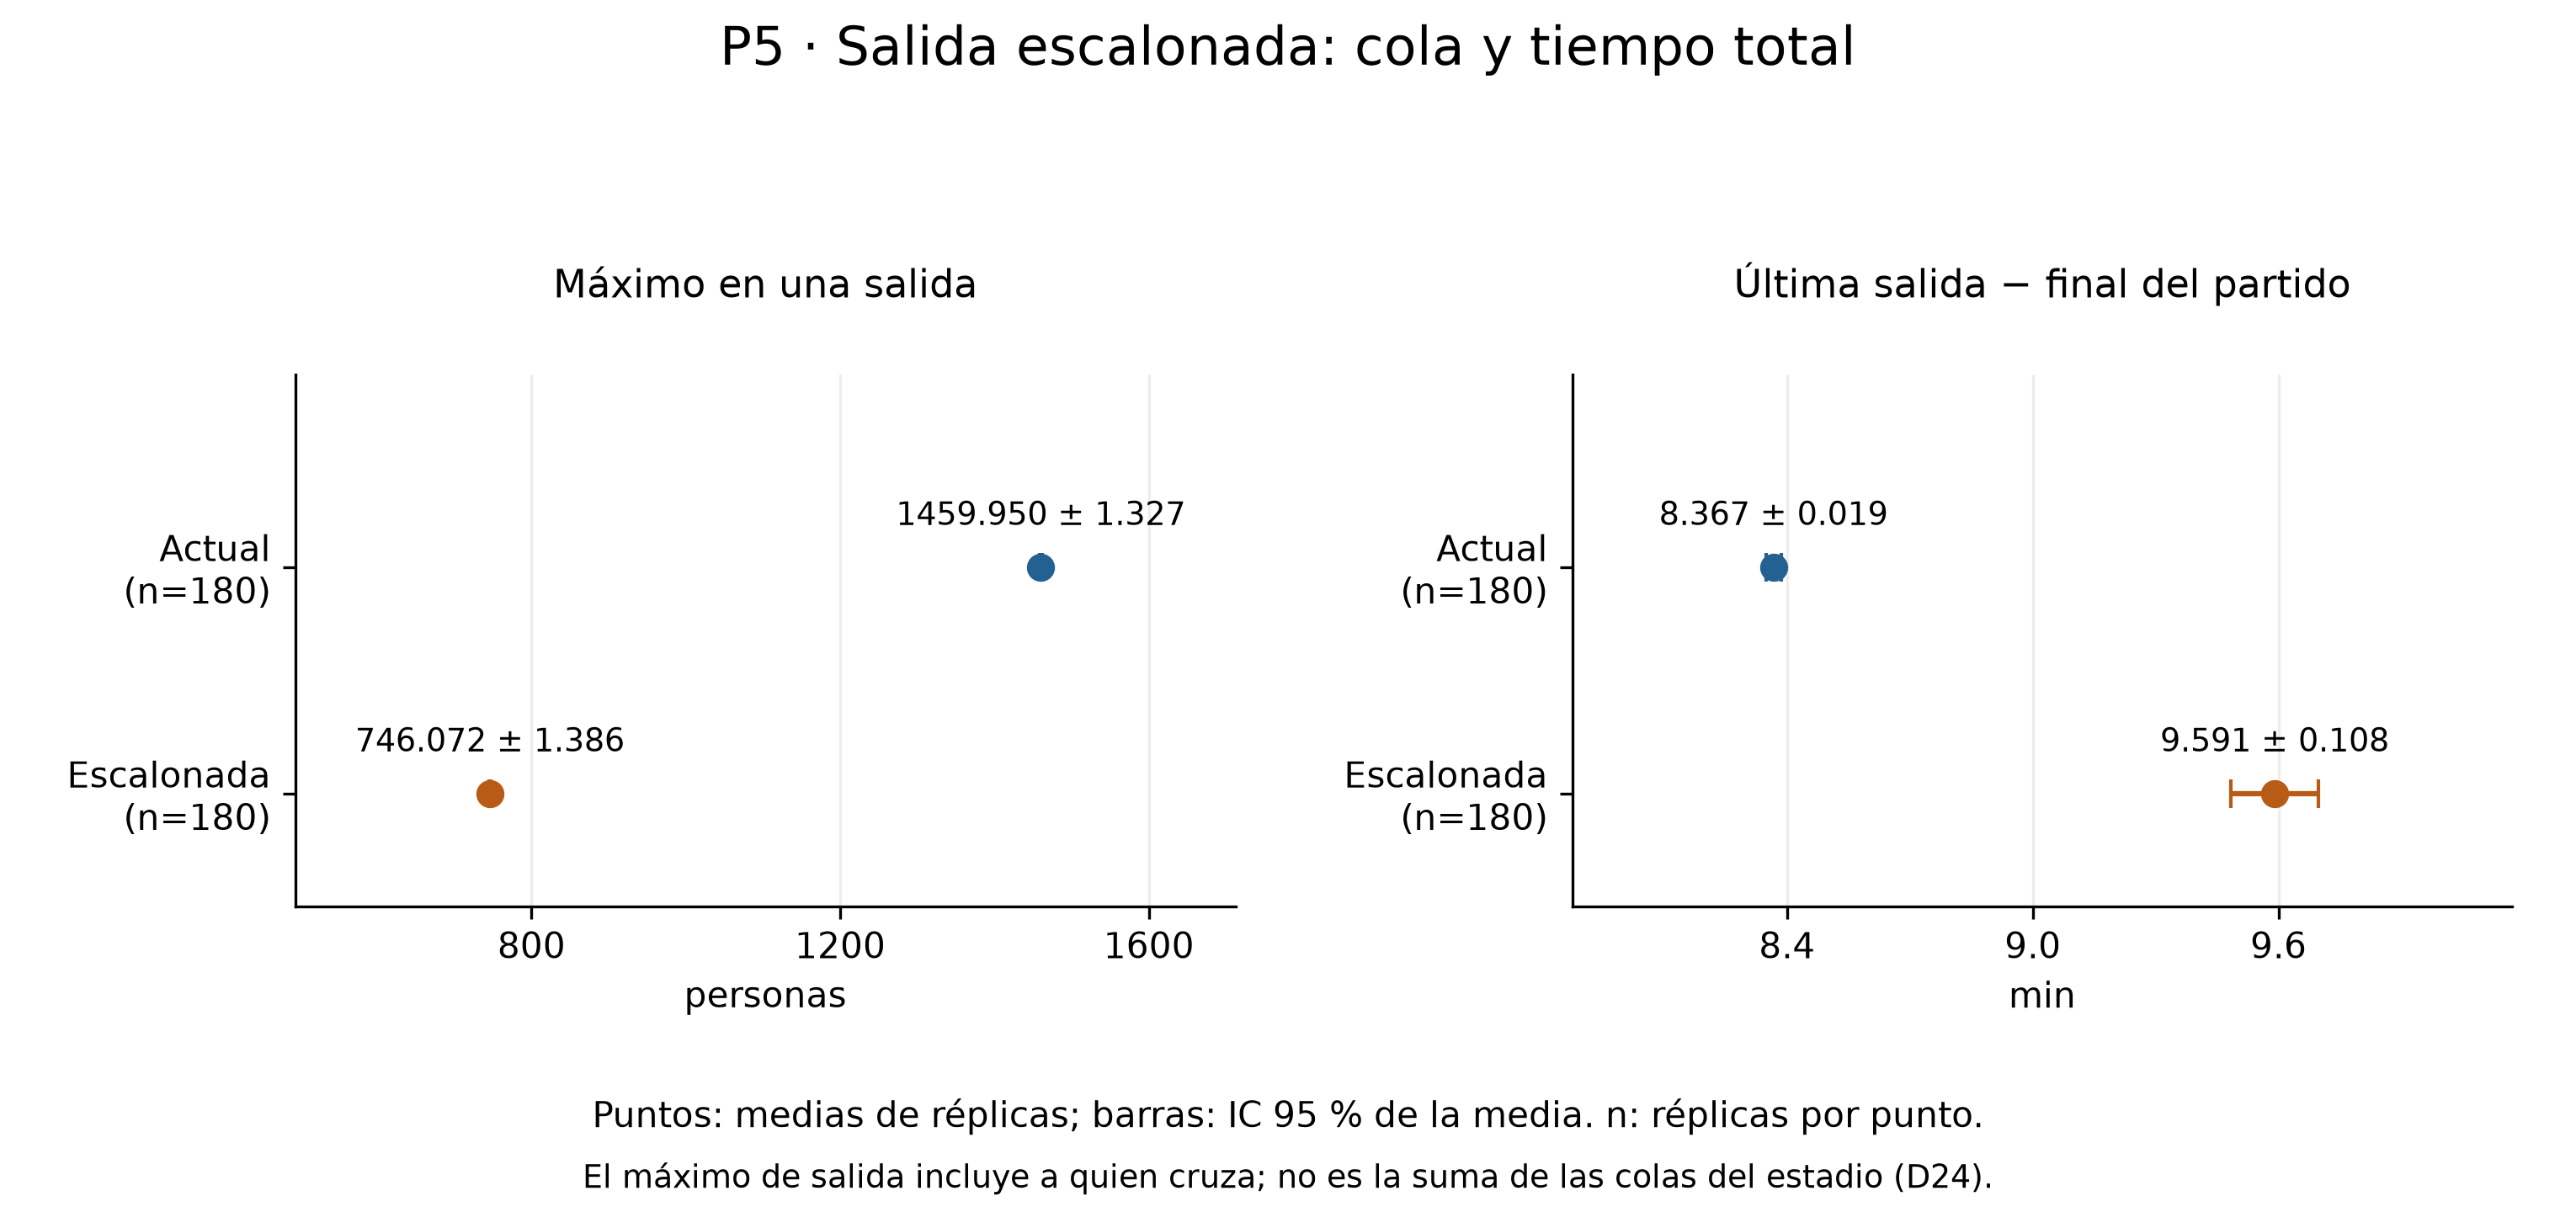 P5 · Salida escalonada: cola y tiempo total
Máximo en una salida
1459.950 ± 1.327
Actual
(n=180)
746.072 ± 1.386
Escalonada
(n=180)
800 1200 1600
personas
Última salida − final del partido
8.367 ± 0.019
Actual
(n=180)
9.591 ± 0.108
Escalonada
(n=180)
8.4 9.0 9.6
min
Puntos: medias de réplicas; barras: IC 95 % de la media. n: réplicas por punto.
El máximo de salida incluye a quien cruza; no es la suma de las colas del estadio (D24).